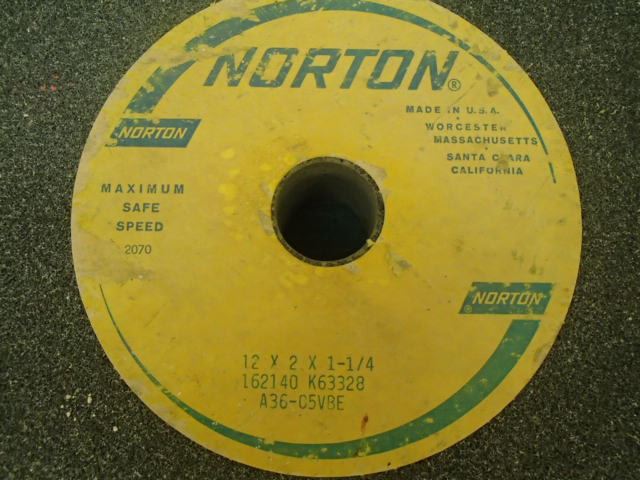 NORTON®
MADE IN U.S.A.
WORCESTER
MASSACHUSETTS
SANTA CLARA
CALIFORNIA
NORTON
MAXIMUM
SAFE
SPEED
2070
NORTON
12 X 2 X 1-1/4
162140 K63328
A36-O5VBE